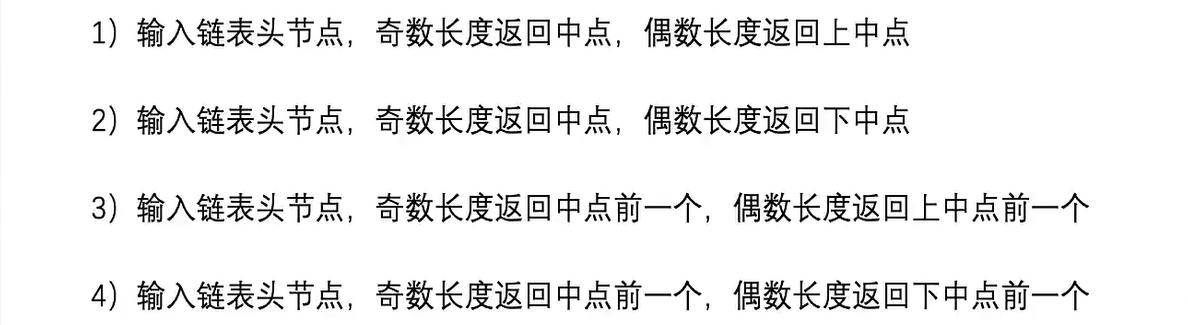 1）输入链表头节点，奇数长度返回中点，偶数长度返回上中点
2）输入链表头节点，奇数长度返回中点，偶数长度返回下中点
3）输入链表头节点，奇数长度返回中点前一个，偶数长度返回上中点前一个
4）输入链表头节点，奇数长度返回中点前一个，偶数长度返回下中点前一个